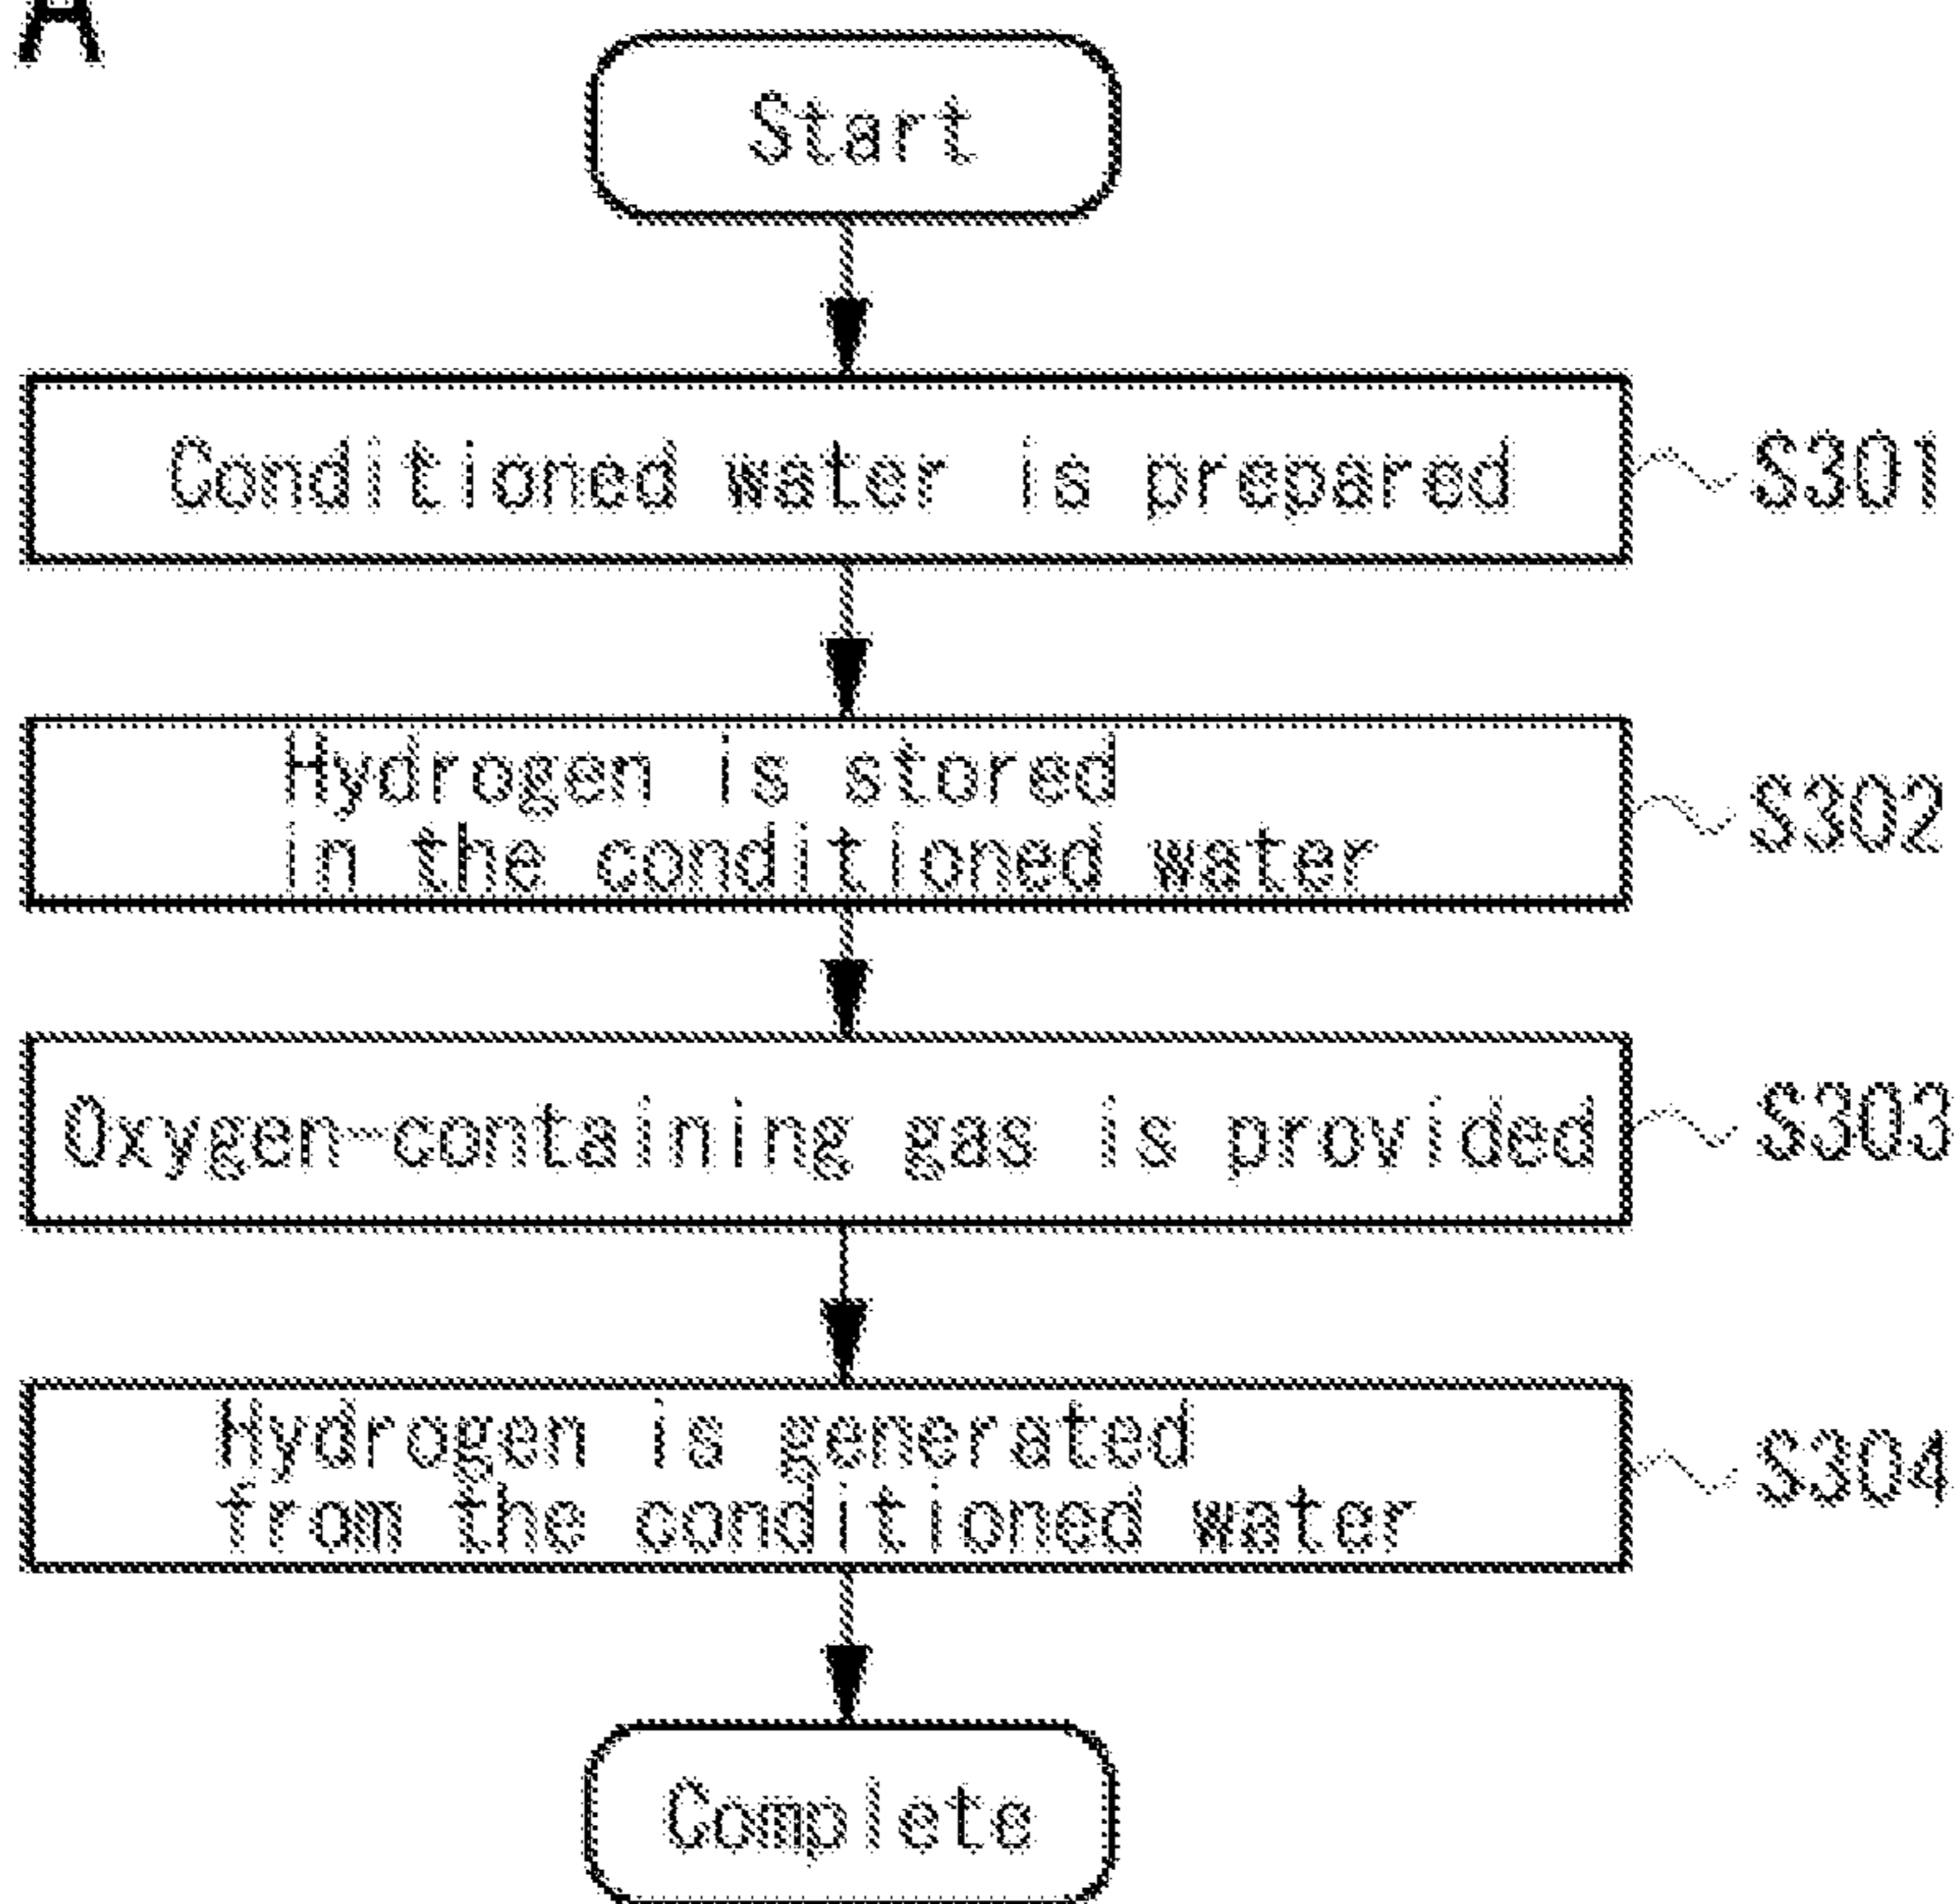 A
Start
Conditioned water is prepared
S301
Hydrogen is stored
in the conditioned water
S302
Oxygen-containing gas is provided
S303
Hydrogen is generated
from the conditioned water
S304
Complete